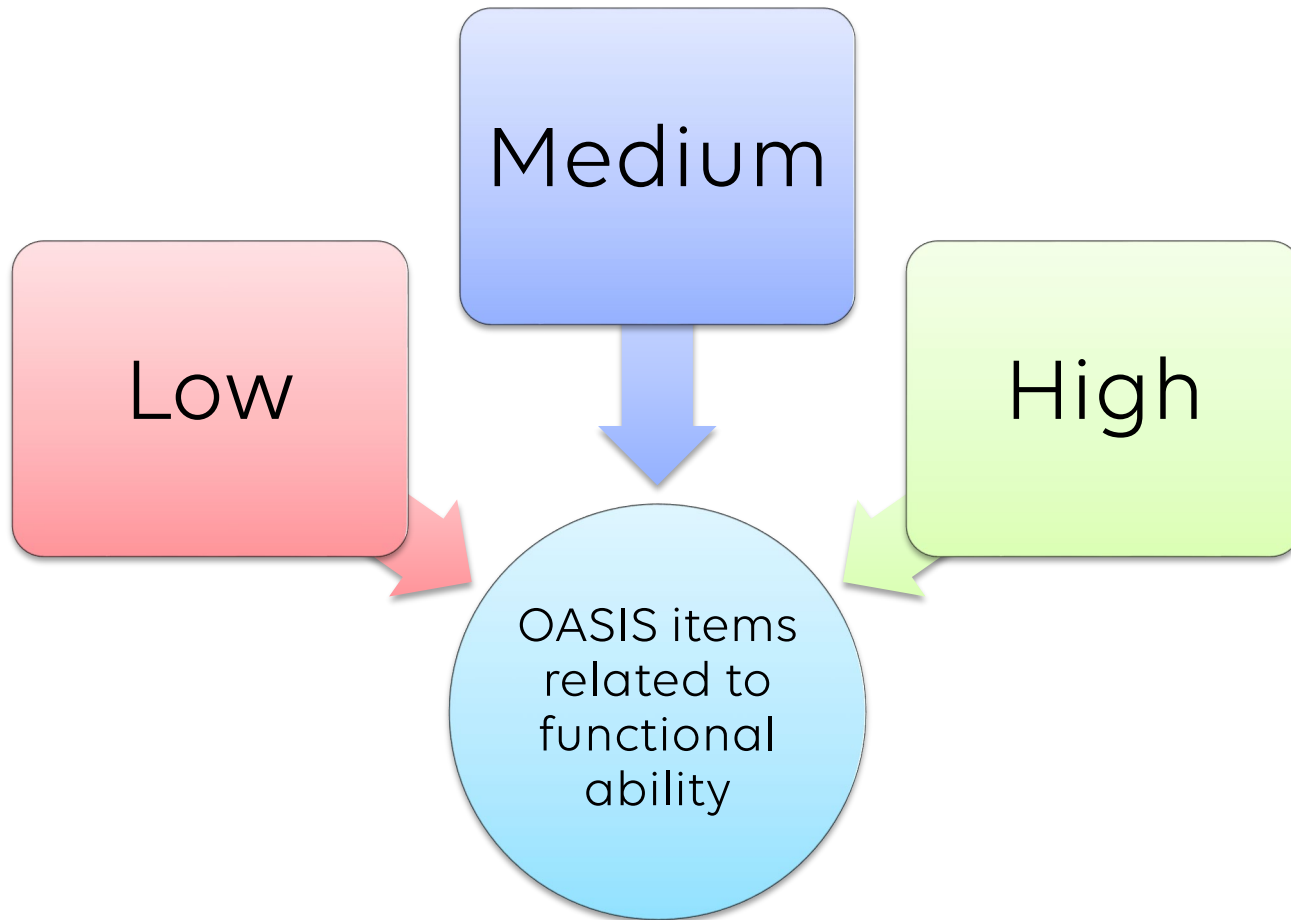 Medium
Low
High
OASIS items
related to
functional
ability